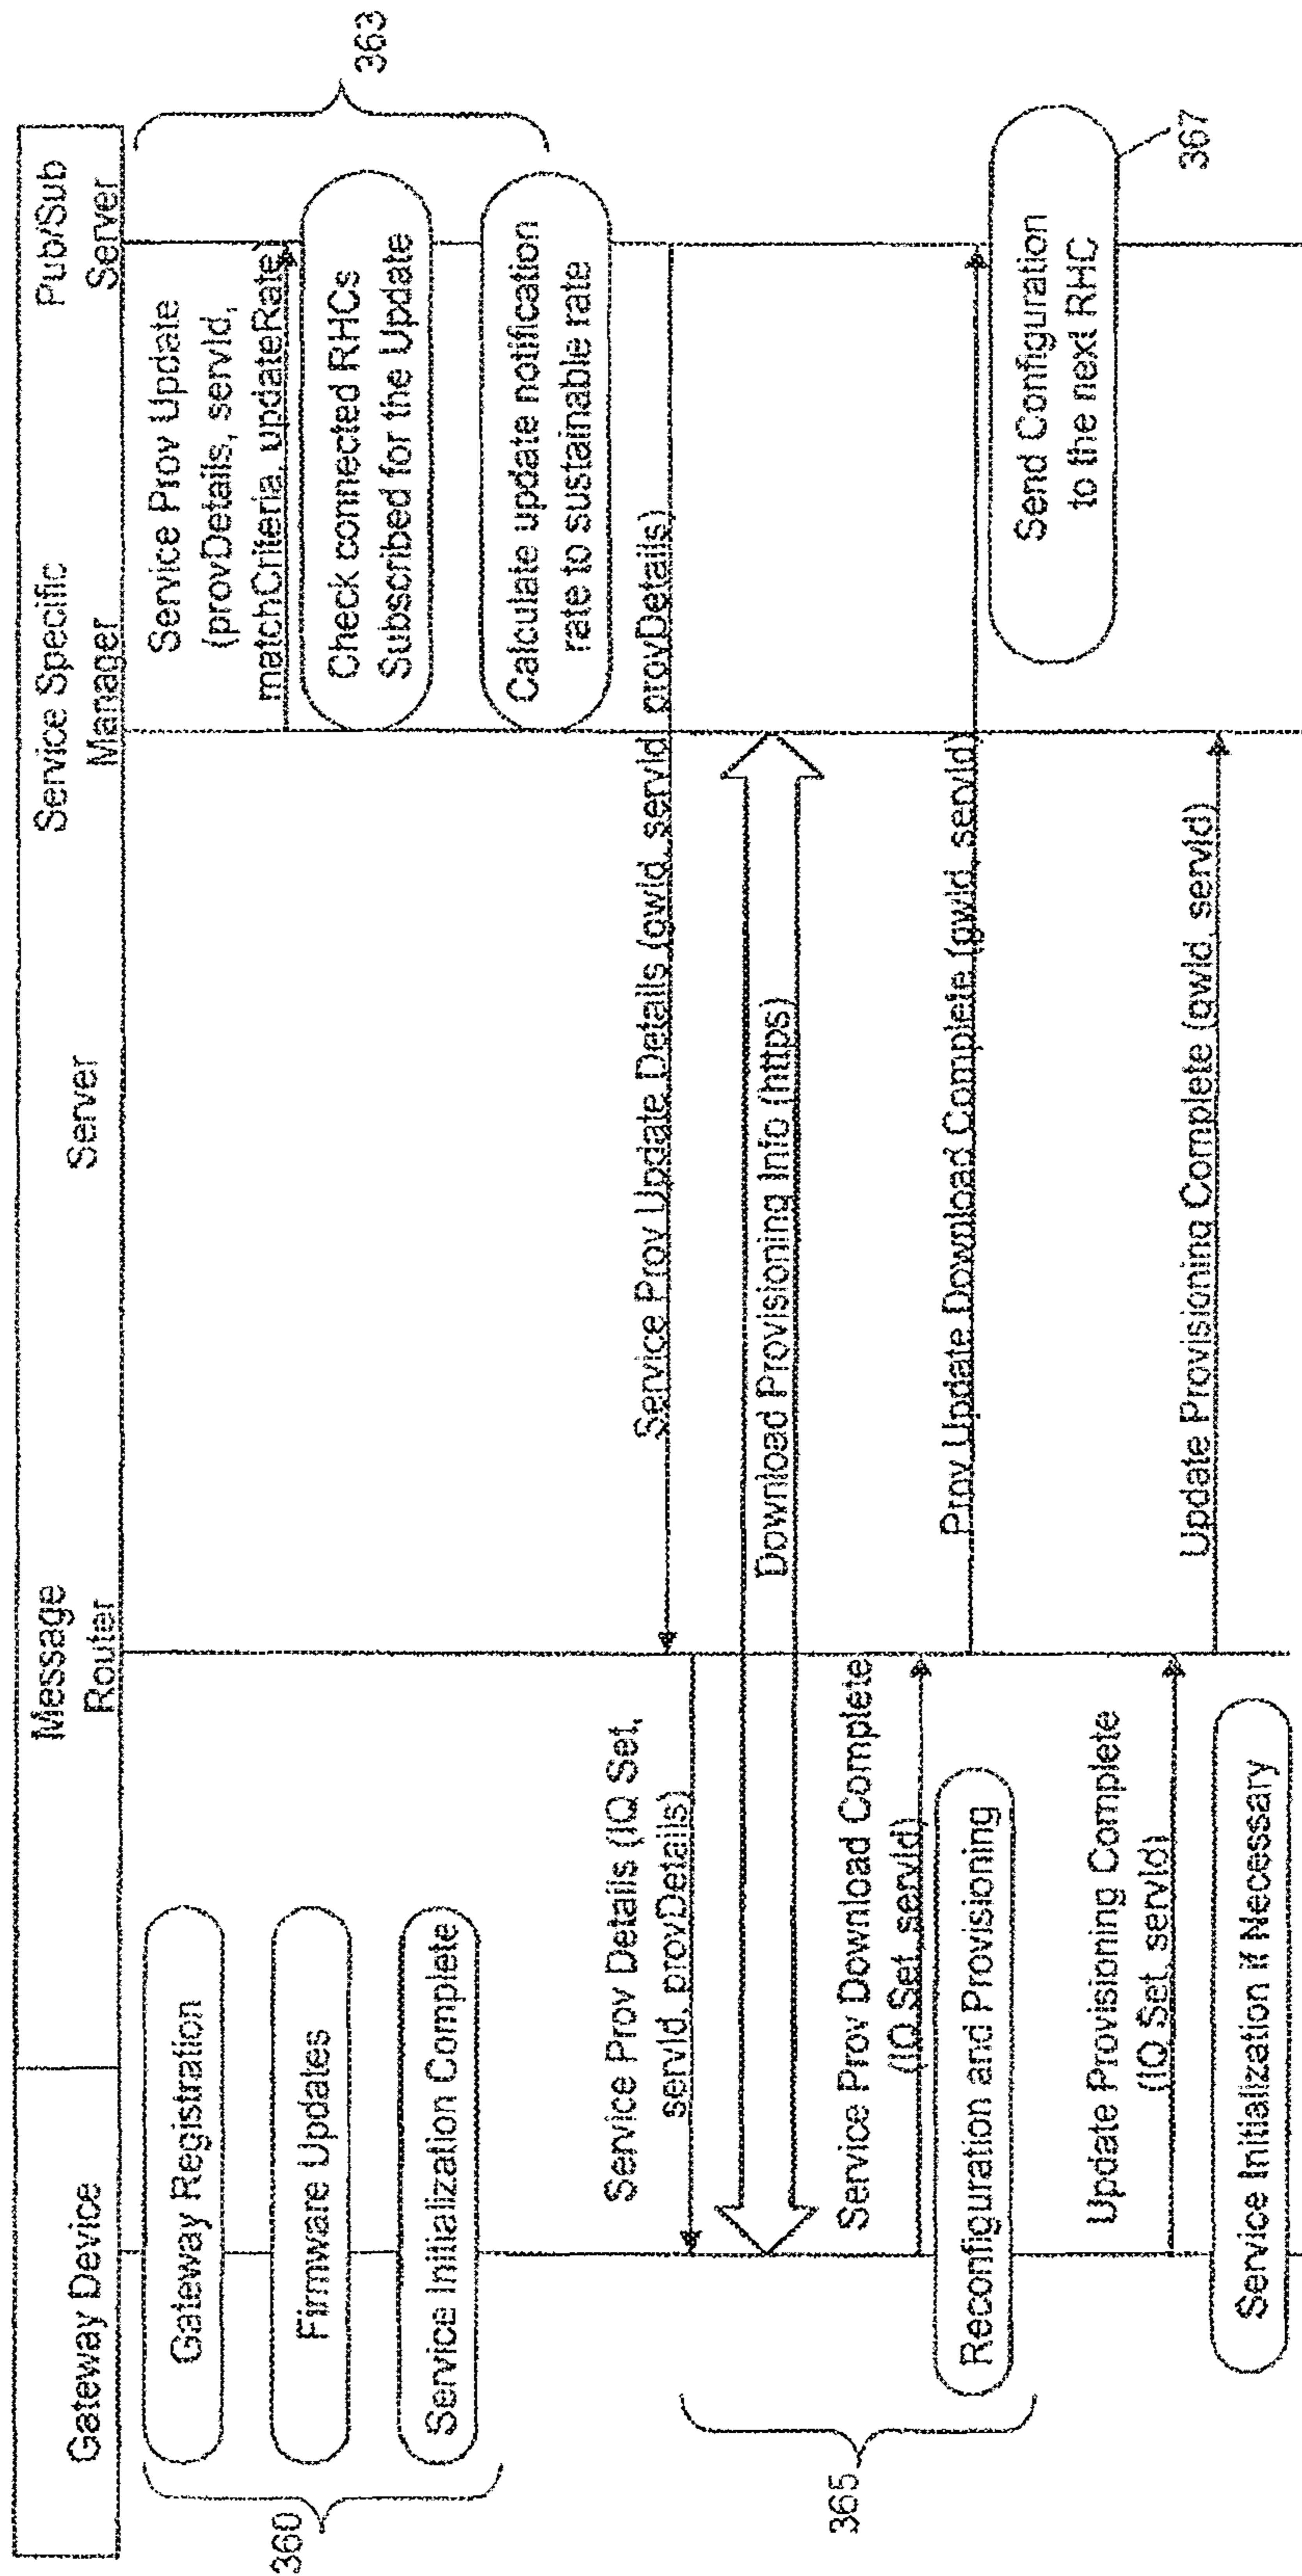 Gateway Device
Message
Router
Server
Service Specific
Manager
Pub/Sub
Server
Gateway Registration
Firmware Updates
Service Initialization Complete
360
Service Prov Update
(provDetails, servId,
matchCriteria, updateRate)
Check connected RHCs
Subscribed for the Update
Calculate update notification
rate to sustainable rate
363
Service Prov Update Details (gwId, servId, provDetails)
Service Prov Details (IQ Set,
servId, provDetails)
Download Provisioning Info (https)
Service Prov Download Complete
(IQ Set, servId)
Prov Update Download Complete (gwId, servId)
Reconfiguration and Provisioning
365
Send Configuration
to the next RHC
367
Update Provisioning Complete
(IQ Set, servId)
Update Provisioning Complete (gwId, servId)
Service Initialization if Necessary